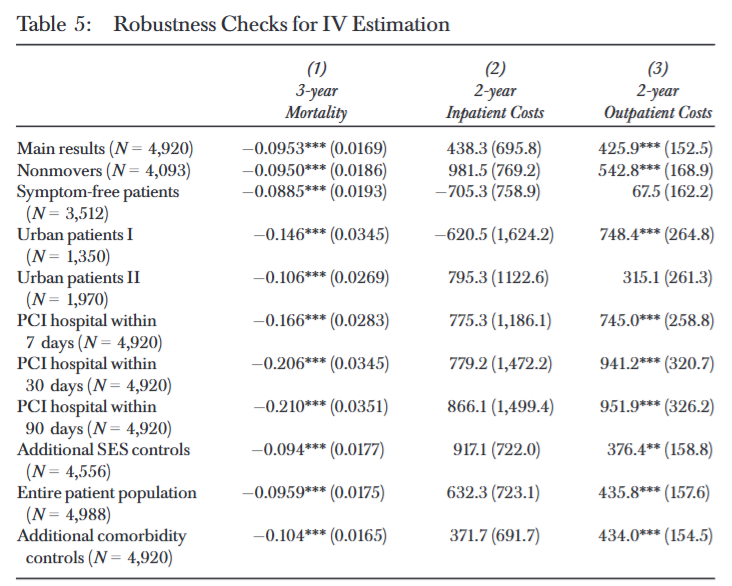 Table 5: Robustness Checks for IV Estimation
(1) (2) (3)
3-year 2-year 2-year
Mortality Inpatient Costs Outpatient Costs
Main results (N = 4,920) −0.0953*** (0.0169) 438.3 (695.8) 425.9*** (152.5)
Nonmovers (N = 4,093) −0.0950*** (0.0186) 981.5 (769.2) 542.8*** (168.9)
Symptom-free patients −0.0885*** (0.0193) −705.3 (758.9) 67.5 (162.2)
(N = 3,512)
Urban patients I −0.146*** (0.0345) −620.5 (1,624.2) 748.4*** (264.8)
(N = 1,350)
Urban patients II −0.106*** (0.0269) 795.3 (1122.6) 315.1 (261.3)
(N = 1,970)
PCI hospital within −0.166*** (0.0283) 775.3 (1,186.1) 745.0*** (258.8)
7 days (N = 4,920)
PCI hospital within −0.206*** (0.0345) 779.2 (1,472.2) 941.2*** (320.7)
30 days (N = 4,920)
PCI hospital within −0.210*** (0.0351) 866.1 (1,499.4) 951.9*** (326.2)
90 days (N = 4,920)
Additional SES controls −0.094*** (0.0177) 917.1 (722.0) 376.4** (158.8)
(N = 4,556)
Entire patient population −0.0959*** (0.0175) 632.3 (723.1) 435.8*** (157.6)
(N = 4,988)
Additional comorbidity −0.104*** (0.0165) 371.7 (691.7) 434.0*** (154.5)
controls (N = 4,920)